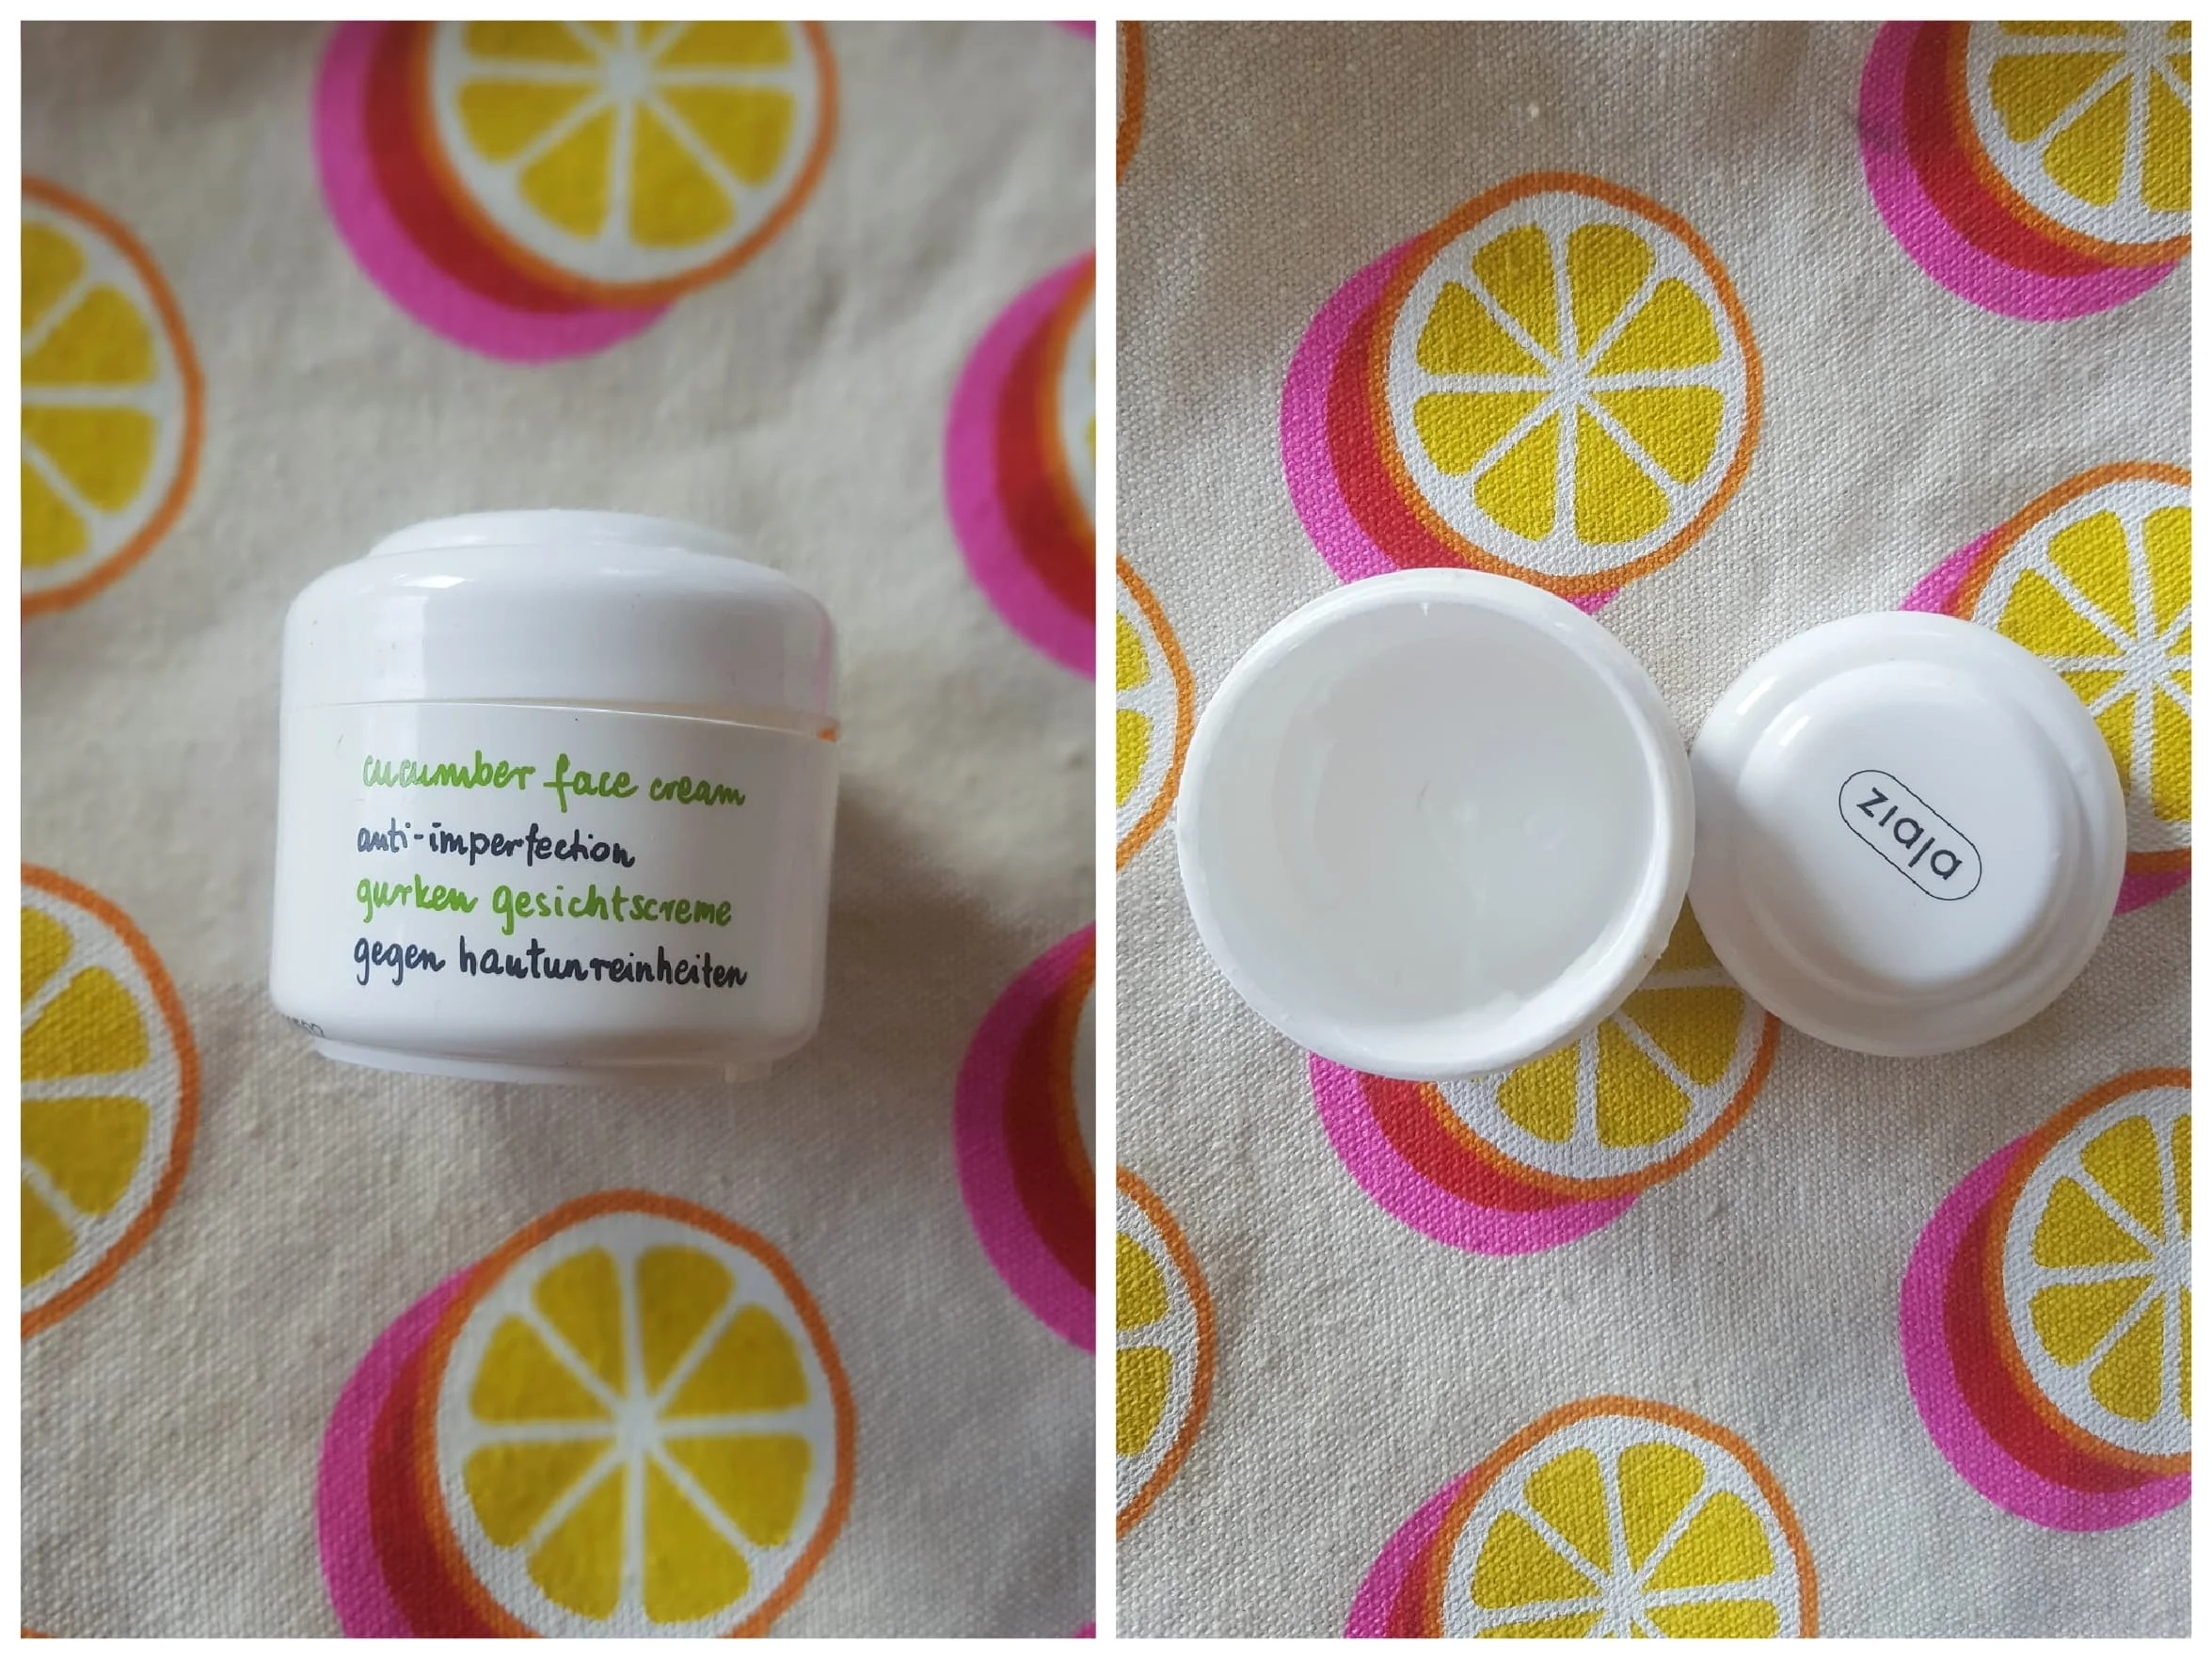 cucumber face cream
anti-imperfection
gurken gesichtscreme
gegen hautunreinheiten
ziaja